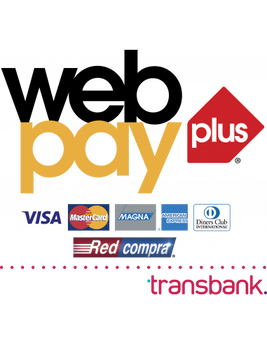 web
pay
plus
®
VISA MasterCard MAGNA AMERICAN EXPRESS Diners Club INTERNATIONAL
Red compra
transbank.